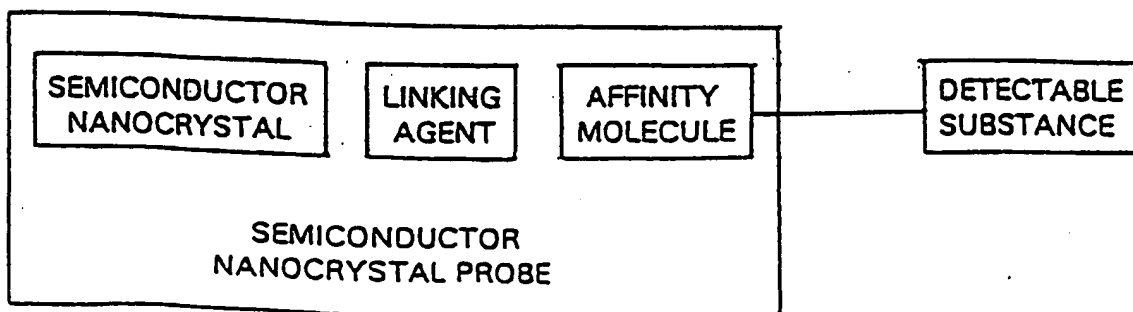 SEMICONDUCTOR
NANOCRYSTAL
LINKING
AGENT
AFFINITY
MOLECULE
DETECTABLE
SUBSTANCE
SEMICONDUCTOR
NANOCRYSTAL PROBE